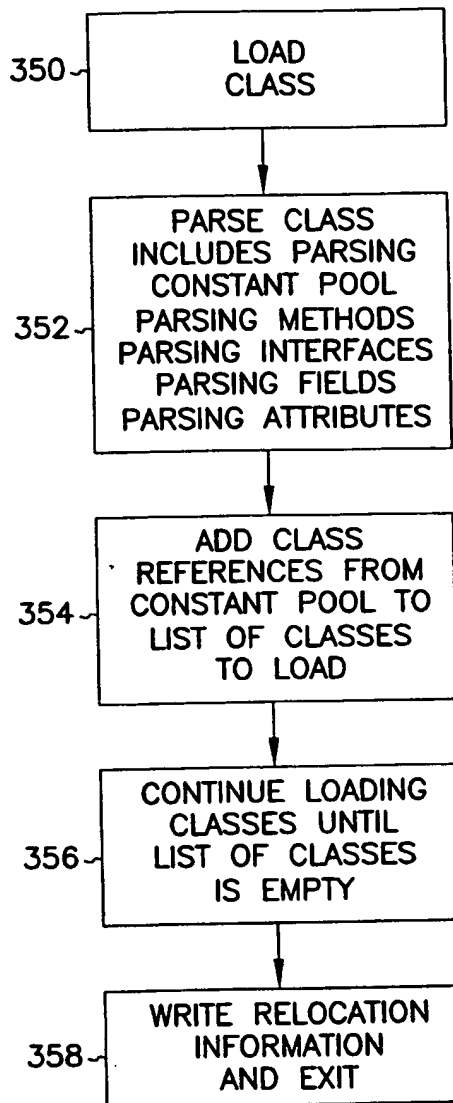 350
LOAD
CLASS
PARSE CLASS
INCLUDES PARSING
CONSTANT POOL
352
PARSING METHODS
PARSING INTERFACES
PARSING FIELDS
PARSING ATTRIBUTES
ADD CLASS
REFERENCES FROM
354
CONSTANT POOL TO
LIST OF CLASSES
TO LOAD
CONTINUE LOADING
CLASSES UNTIL
356
LIST OF CLASSES
IS EMPTY
WRITE RELOCATION
INFORMATION
358
AND EXIT